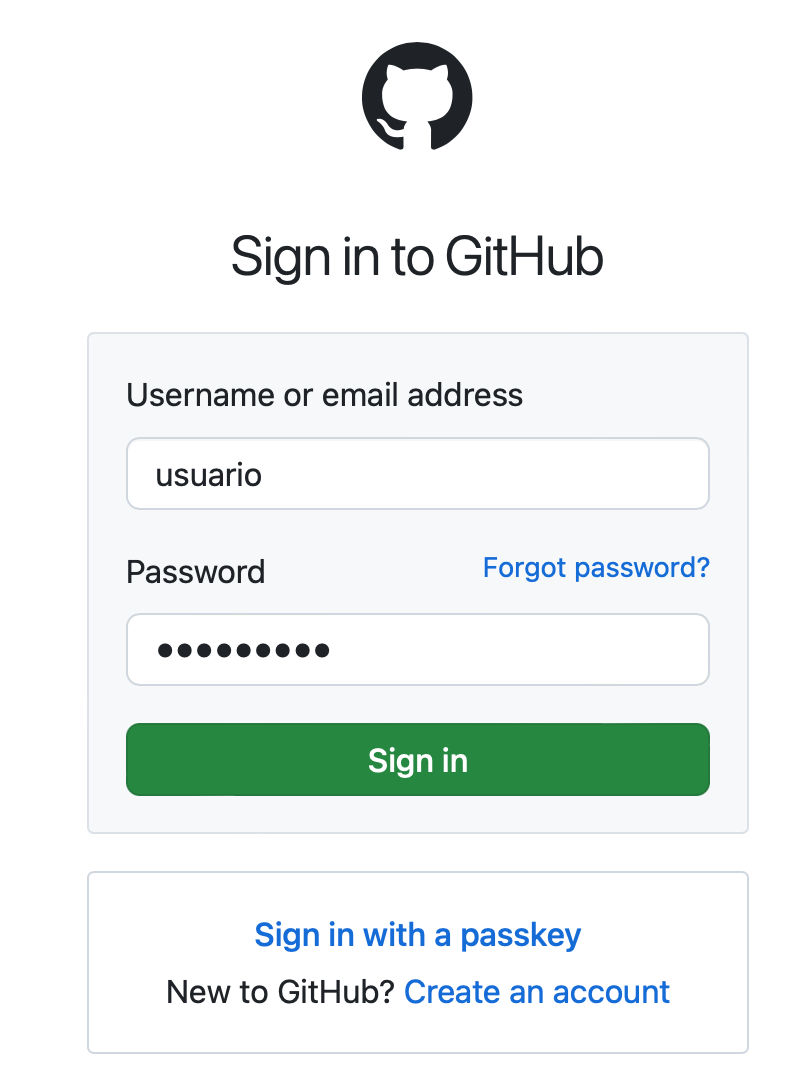 Sign in to GitHub
Username or email address
usuario
Password
Forgot password?
•••••••••
Sign in
Sign in with a passkey
New to GitHub? Create an account